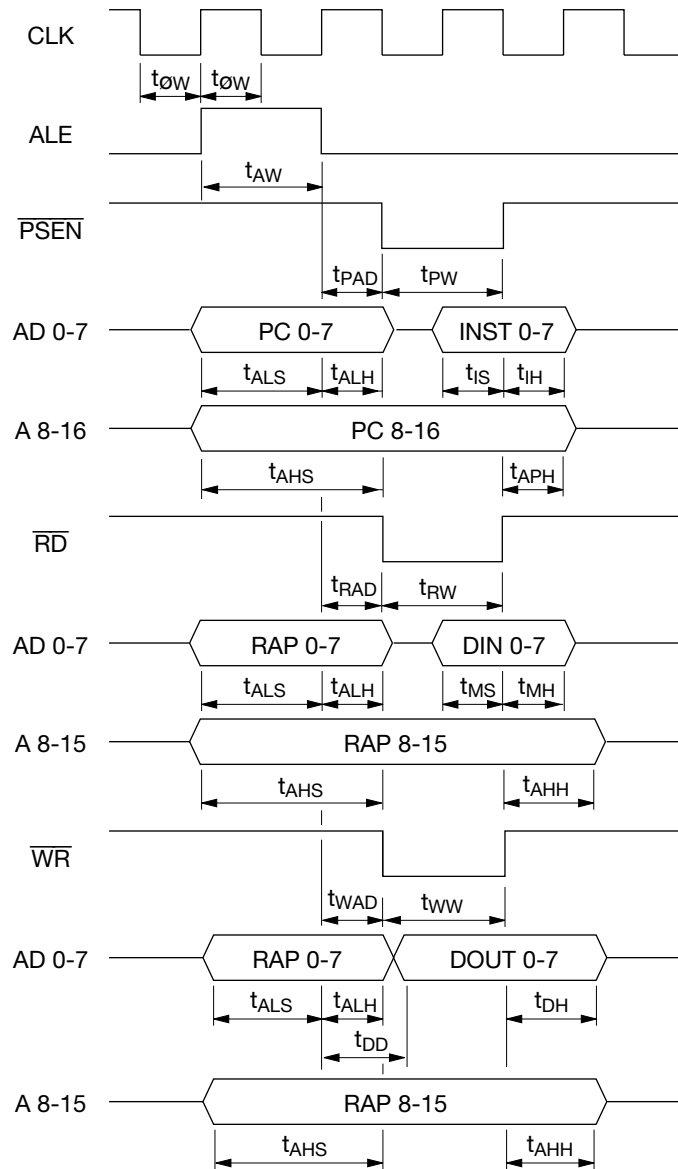 CLK
tøW tøW
ALE
tAW
PSEN
tPAD tPW
AD 0-7 PC 0-7 INST 0-7
tALS tALH tIS tIH
A 8-16 PC 8-16
tAHS tAPH
RD
tRAD tRW
AD 0-7 RAP 0-7 DIN 0-7
tALS tALH tMS tMH
A 8-15 RAP 8-15
tAHS tAHH
WR
tWAD tWW
AD 0-7 RAP 0-7 DOUT 0-7
tALS tALH tDH
tDD
A 8-15 RAP 8-15
tAHS tAHH